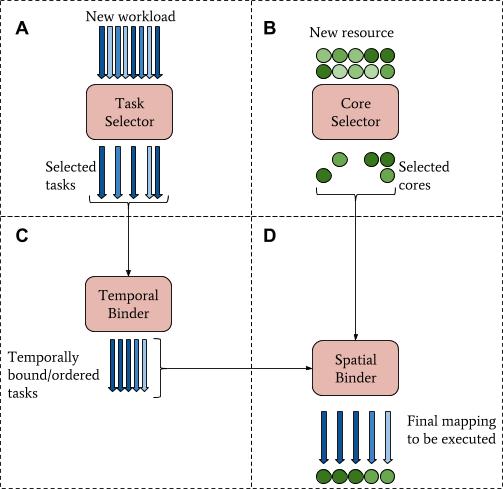 A
New workload
Task
Selector
Selected
tasks
B
New resource
Core
Selector
Selected
cores
C
Temporal
Binder
Temporally
bound/ordered
tasks
D
Spatial
Binder
Final mapping
to be executed